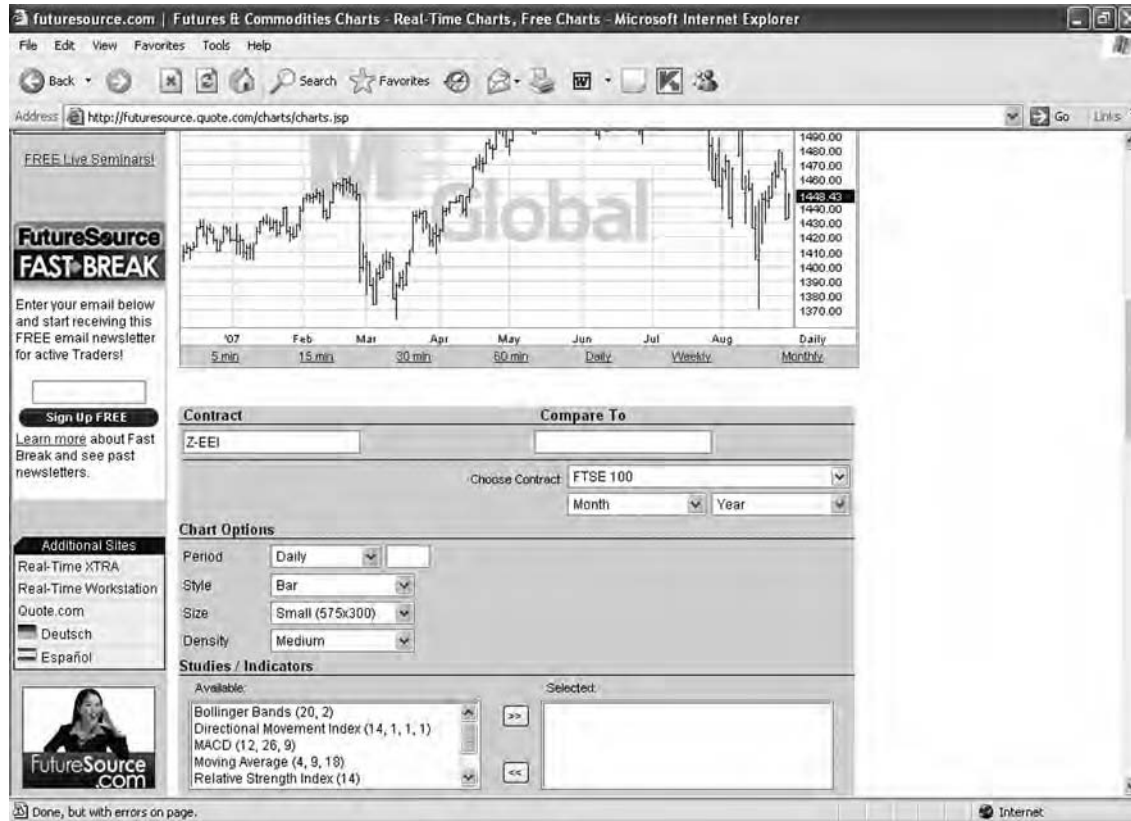 futuresource.com | Futures & Commodities Charts - Real-Time Charts, Free Charts - Microsoft Internet Explorer
File Edit View Favorites Tools Help
Back Search Favorites
Address http://futuresource.quote.com/charts/charts.jsp Go Links
FREE Live Seminars!
FutureSource
FAST BREAK
Enter your email below
and start receiving this
FREE email newsletter
for active Traders!
Sign Up FREE
Learn more about Fast
Break and see past
newsletters.
Additional Sites
Real-Time XTRA
Real-Time Workstation
Quote.com
Deutsch
Español
FutureSource
.com
Global
1490.00
1480.00
1470.00
1460.00
1448.43
1440.00
1430.00
1420.00
1410.00
1400.00
1390.00
1380.00
1370.00
'07 Feb Mar Apr May Jun Jul Aug Daily
5 min 15 min 30 min 60 min Daily Weekly Monthly
Contract Compare To
Z-EEI
Choose Contract: FTSE 100
Month Year
Chart Options
Period Daily
Style Bar
Size Small (575x300)
Density Medium
Studies / Indicators
Available: Selected:
Bollinger Bands (20, 2)
Directional Movement Index (14, 1, 1, 1)
MACD (12, 26, 9)
Moving Average (4, 9, 18)
Relative Strength Index (14)
>>
<<
Done, but with errors on page. Internet